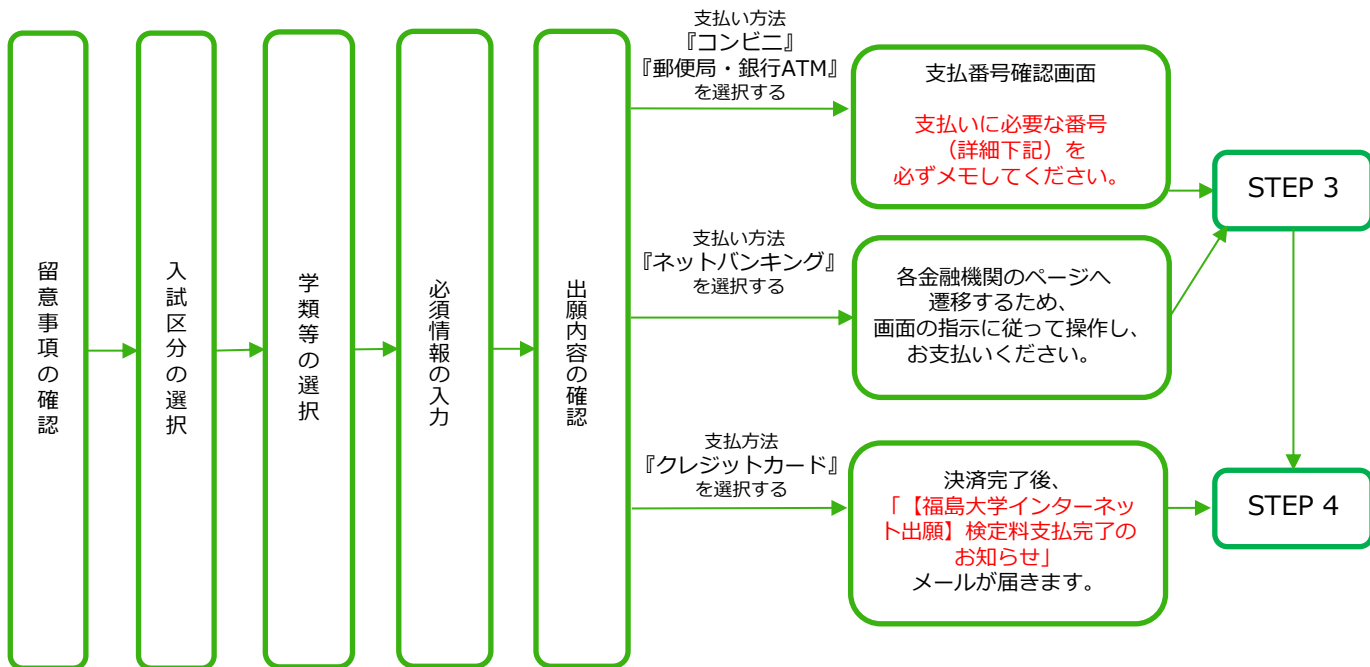 留意事項の確認
入試区分の選択
学類等の選択
必須情報の入力
出願内容の確認
支払い方法
『コンビニ』
『郵便局・銀行ATM』
を選択する
支払番号確認画面
支払いに必要な番号
（詳細下記）を
必ずメモしてください。
STEP 3
支払い方法
『ネットバンキング』
を選択する
各金融機関のページへ
遷移するため、
画面の指示に従って操作し、
お支払いください。
支払方法
『クレジットカード』
を選択する
決済完了後、
「【福島大学インターネッ
ト出願】検定料支払完了の
お知らせ」
メールが届きます。
STEP 4